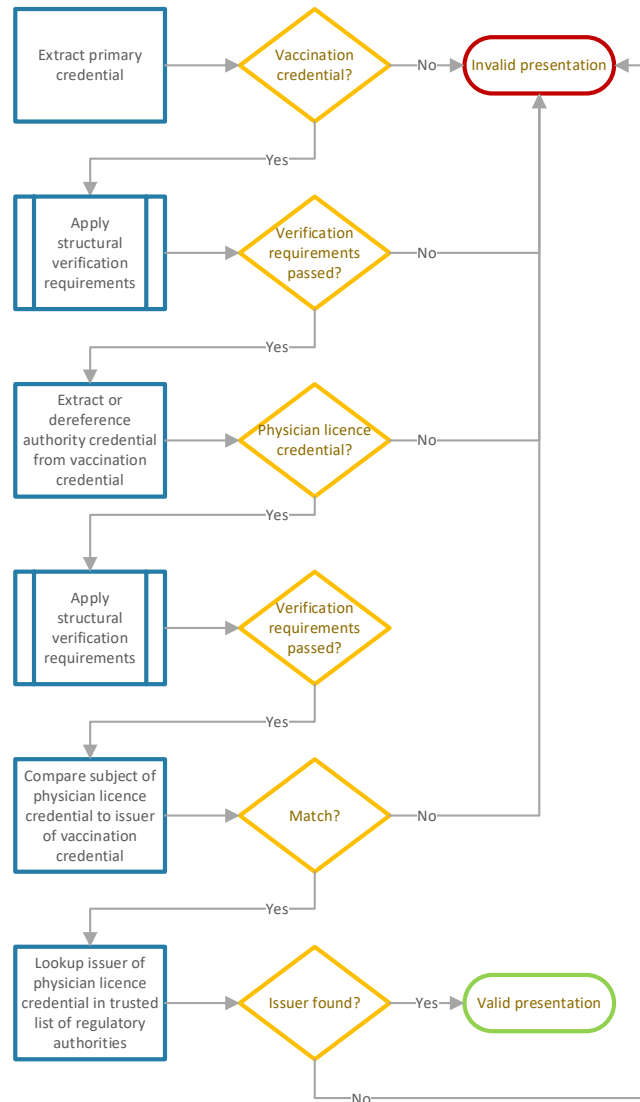 Extract primary
credential
Vaccination
credential?
No
Invalid presentation
Yes
Apply
structural
verification
requirements
Verification
requirements
passed?
No
Yes
Extract or
dereference
authority credential
from vaccination
credential
Physician licence
credential?
No
Yes
Apply
structural
verification
requirements
Verification
requirements
passed?
Yes
Compare subject of
physician licence
credential to issuer
of vaccination
credential
Match?
No
Yes
Lookup issuer of
physician licence
credential in trusted
list of regulatory
authorities
Issuer found?
Yes
Valid presentation
No